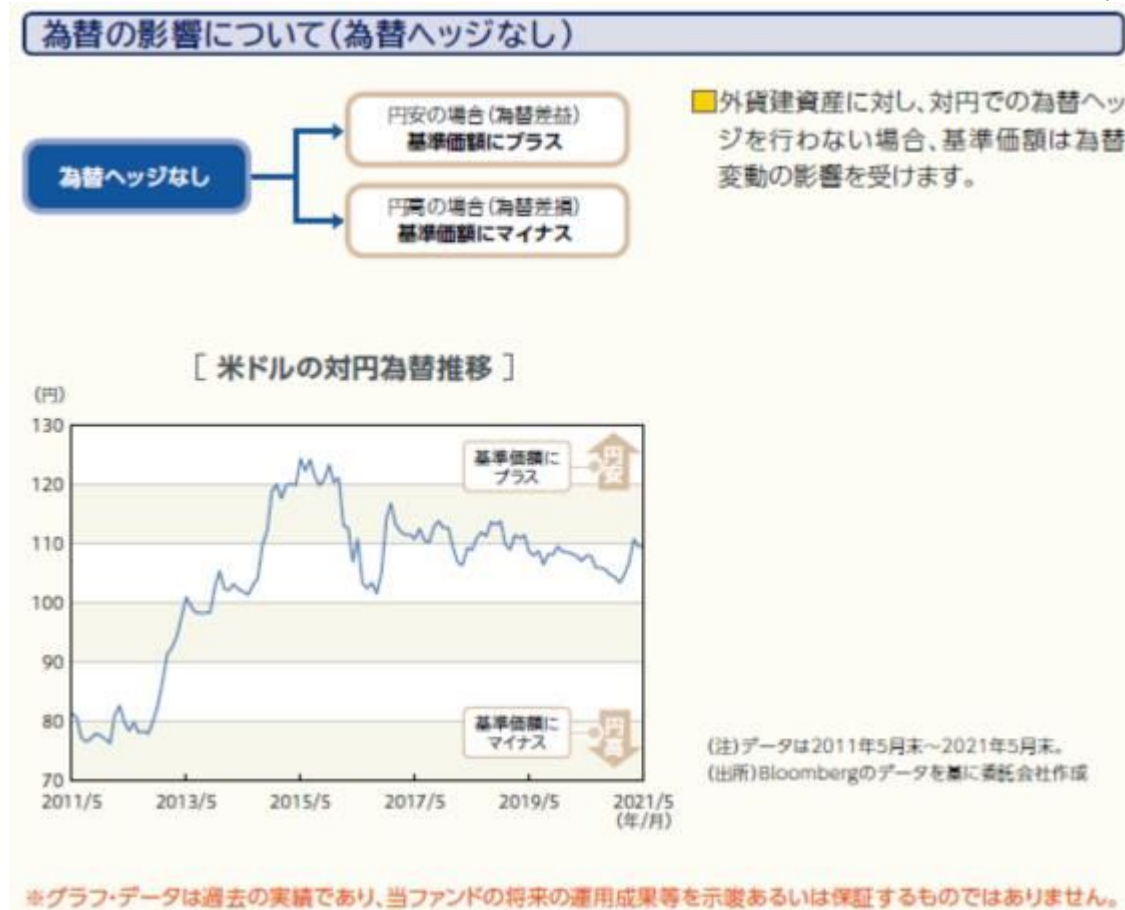 為替の影響について(為替ヘッジなし)
為替ヘッジなし
円安の場合(為替差益)
基準価額にプラス
円高の場合(為替差損)
基準価額にマイナス
■外貨建資産に対し、対円での為替ヘッ
ジを行わない場合、基準価額は為替
変動の影響を受けます。
[ 米ドルの対円為替推移 ]
(円)
130
120
110
100
90
80
70
基準価額に
プラス
円安
基準価額に
マイナス
円高
2011/5 2013/5 2015/5 2017/5 2019/5 2021/5
(年/月)
(注)データは2011年5月末~2021年5月末。
(出所)Bloombergのデータを基に委託会社作成
※グラフ・データは過去の実績であり、当ファンドの将来の運用成果等を示唆あるいは保証するものではありません。